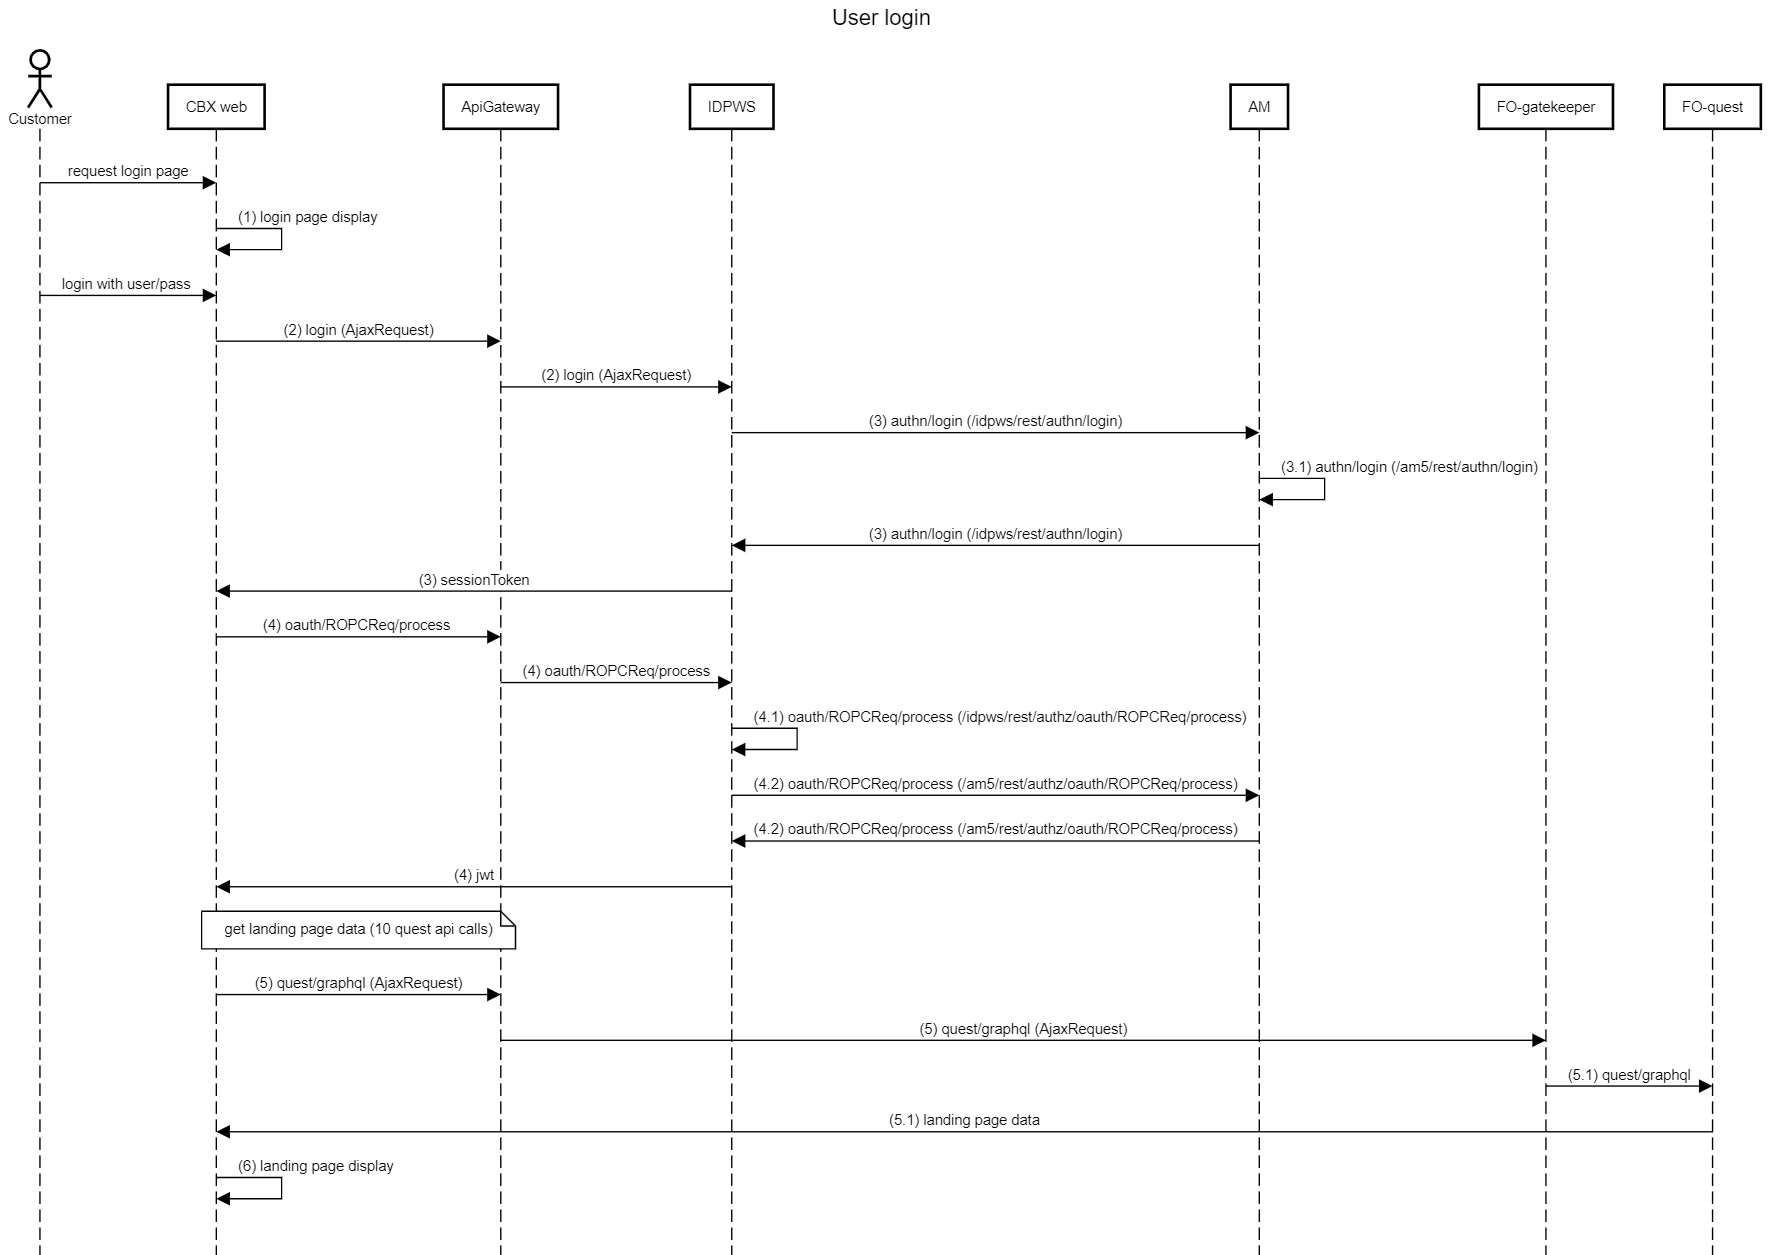 User login
Customer
CBX web
ApiGateway
IDPWS
AM
FO-gatekeeper
FO-quest
request login page
(1) login page display
login with user/pass
(2) login (AjaxRequest)
(2) login (AjaxRequest)
(3) authn/login (/idpws/rest/authn/login)
(3.1) authn/login (/am5/rest/authn/login)
(3) authn/login (/idpws/rest/authn/login)
(3) sessionToken
(4) oauth/ROPCReq/process
(4) oauth/ROPCReq/process
(4.1) oauth/ROPCReq/process (/idpws/rest/authz/oauth/ROPCReq/process)
(4.2) oauth/ROPCReq/process (/am5/rest/authz/oauth/ROPCReq/process)
(4.2) oauth/ROPCReq/process (/am5/rest/authz/oauth/ROPCReq/process)
(4) jwt
get landing page data (10 quest api calls)
(5) quest/graphql (AjaxRequest)
(5) quest/graphql (AjaxRequest)
(5.1) quest/graphql
(5.1) landing page data
(6) landing page display